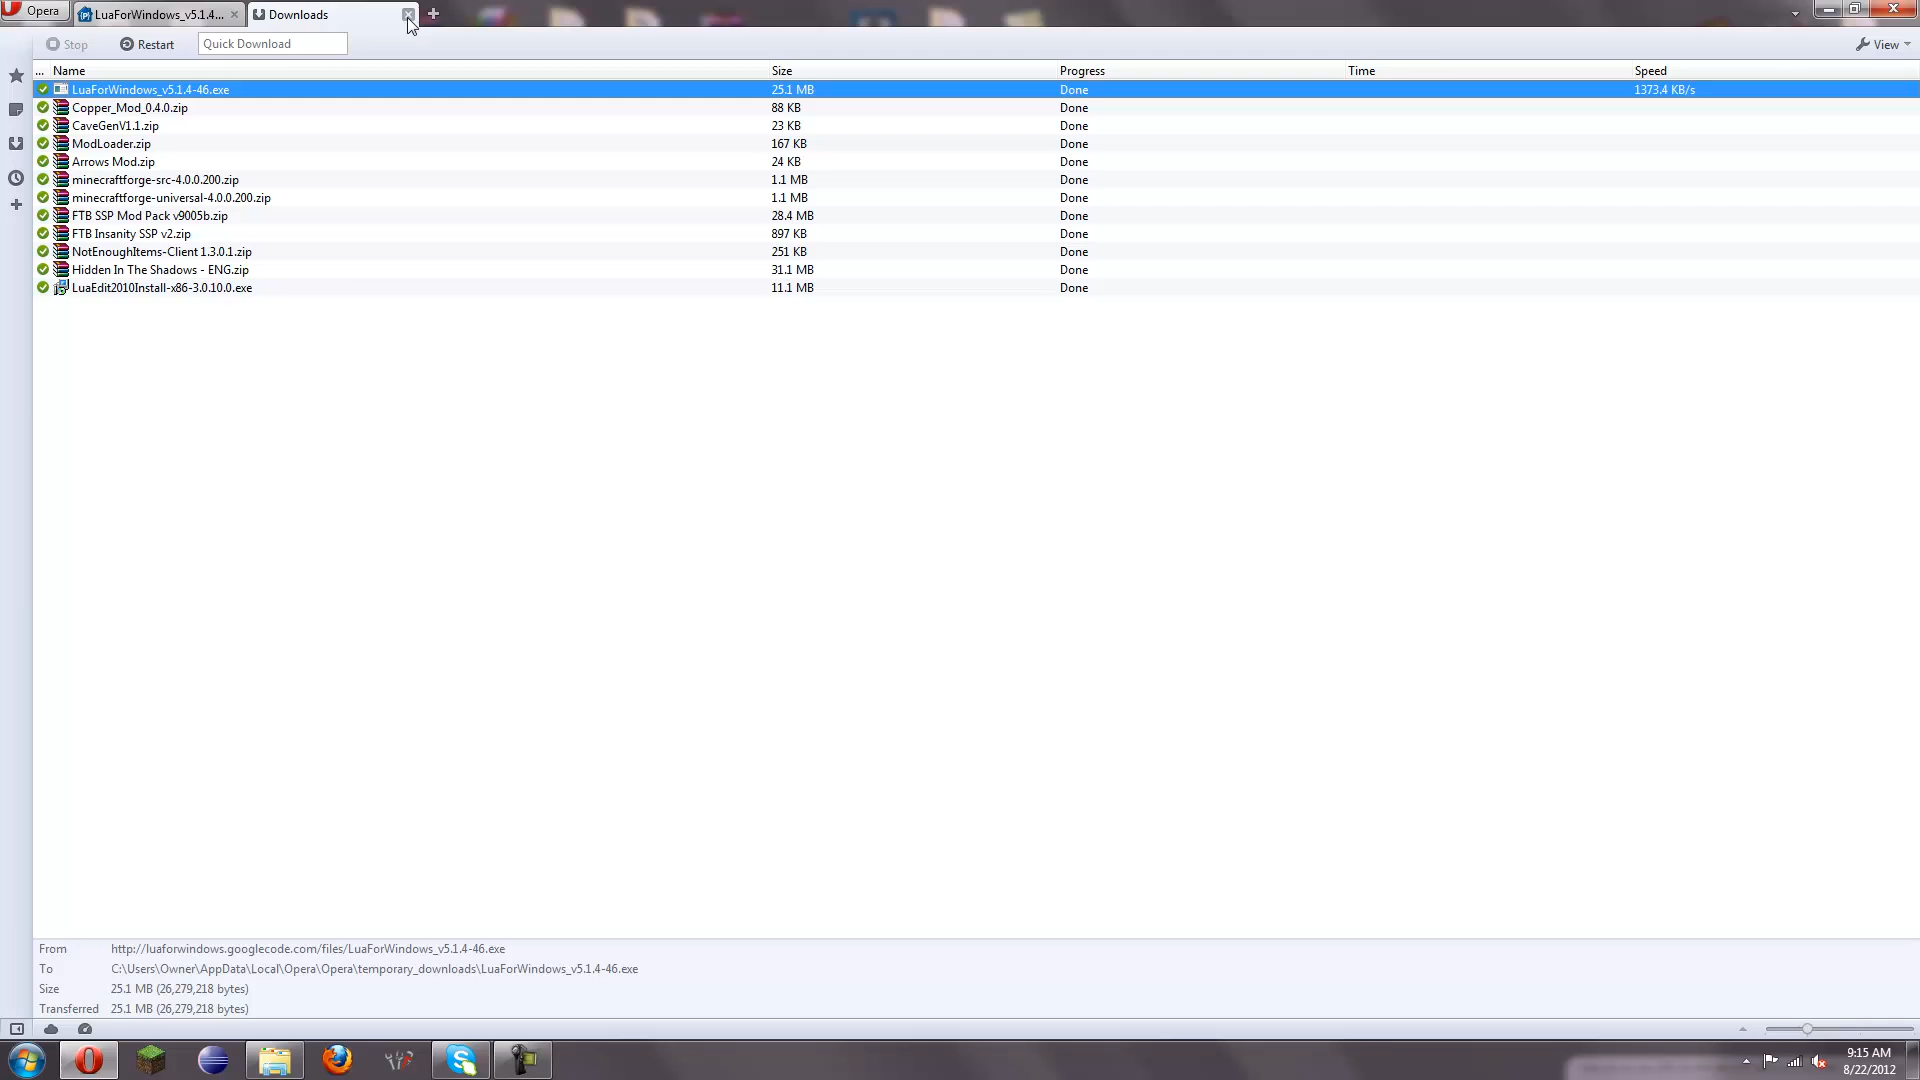 Opera
LuaForWindows_v5.1.4...
Downloads
Stop
Restart
Quick Download
View
... Name Size Progress Time Speed
LuaForWindows_v5.1.4-46.exe 25.1 MB Done 1373.4 KB/s
Copper_Mod_0.4.0.zip 88 KB Done
CaveGenV1.1.zip 23 KB Done
ModLoader.zip 167 KB Done
Arrows Mod.zip 24 KB Done
minecraftforge-src-4.0.0.200.zip 1.1 MB Done
minecraftforge-universal-4.0.0.200.zip 1.1 MB Done
FTB SSP Mod Pack v9005b.zip 28.4 MB Done
FTB Insanity SSP v2.zip 897 KB Done
NotEnoughItems-Client 1.3.0.1.zip 251 KB Done
Hidden In The Shadows - ENG.zip 31.1 MB Done
LuaEdit2010Install-x86-3.0.10.0.exe 11.1 MB Done
From http://luaforwindows.googlecode.com/files/LuaForWindows_v5.1.4-46.exe
To C:\Users\Owner\AppData\Local\Opera\Opera\temporary_downloads\LuaForWindows_v5.1.4-46.exe
Size 25.1 MB (26,279,218 bytes)
Transferred 25.1 MB (26,279,218 bytes)
9:15 AM
8/22/2012